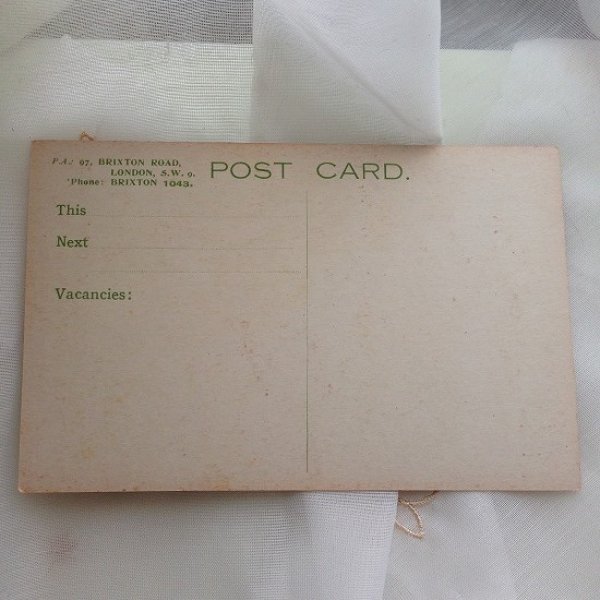 P.A.: 97, BRIXTON ROAD,
LONDON, S.W. 9.
'Phone: BRIXTON 1043.
POST CARD.
This
Next
Vacancies: